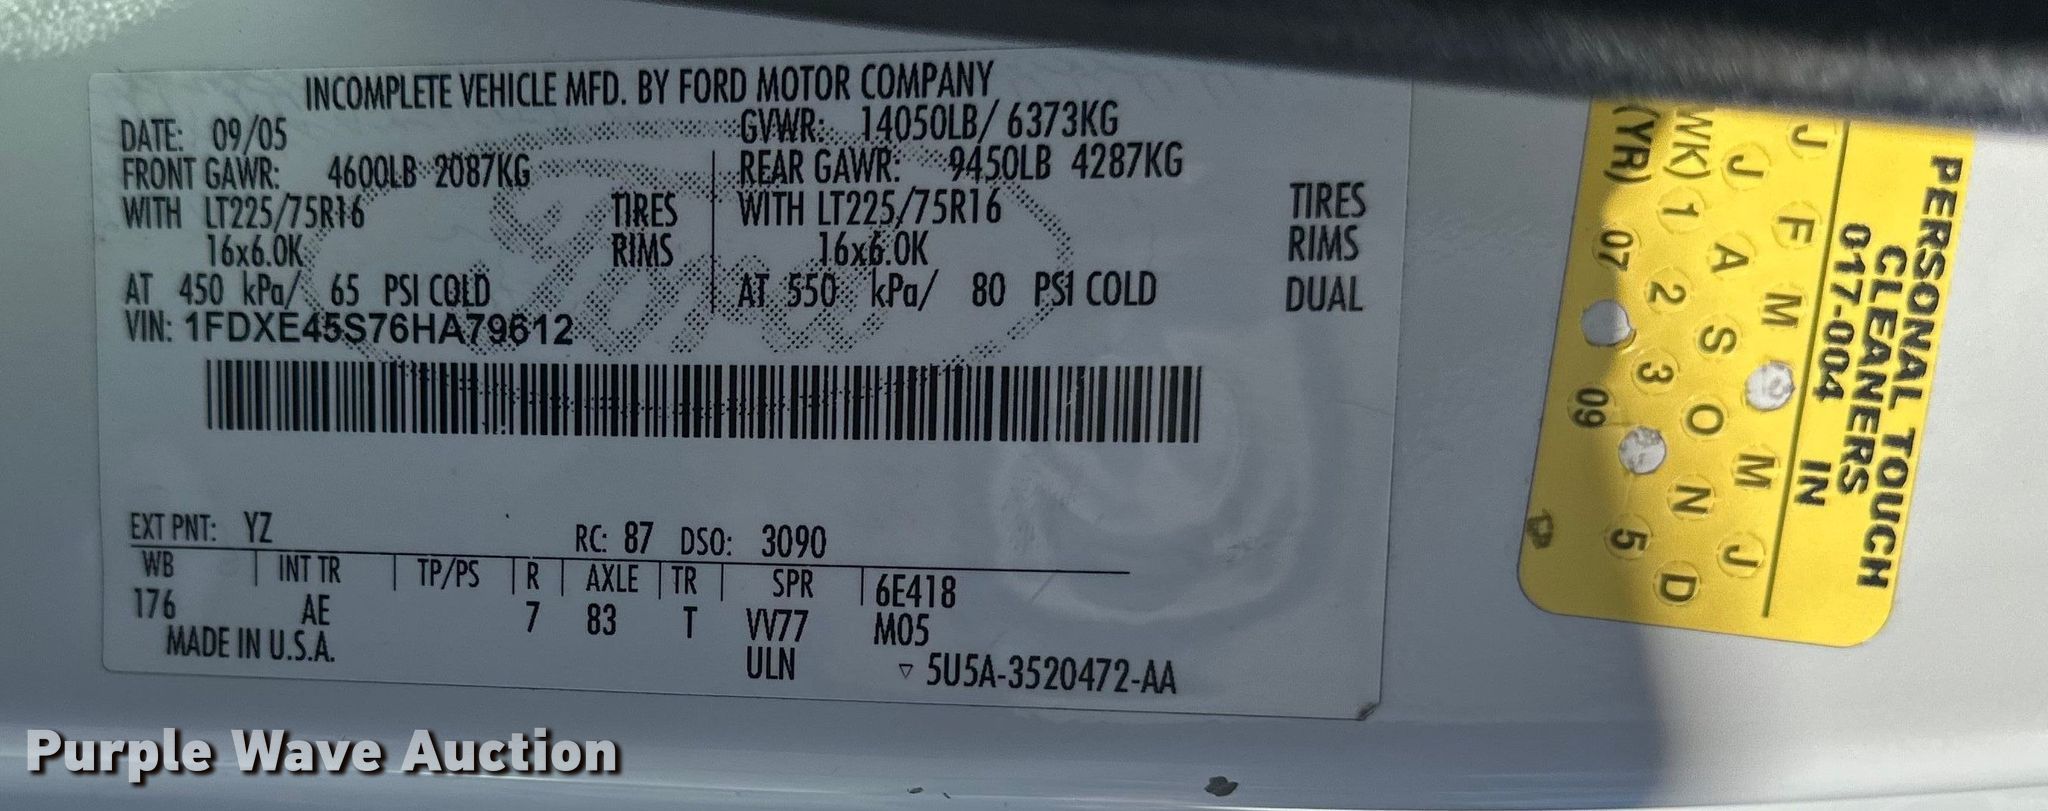 INCOMPLETE VEHICLE MFD. BY FORD MOTOR COMPANY
DATE: 09/05 GVWR: 14050LB/ 6373KG
FRONT GAWR: 4600LB 2087KG REAR GAWR: 9450LB 4287KG
WITH LT225/75R16 TIRES WITH LT225/75R16 TIRES
16x6.0K RIMS 16x6.0K RIMS
AT 450 kPa/ 65 PSI COLD AT 550 kPa/ 80 PSI COLD DUAL
VIN: 1FDXE45S76HA79612
EXT PNT: YZ RC: 87 DSO: 3090
WB INT TR TP/PS R AXLE TR SPR 6E418
176 AE 7 83 T VV77 M05
MADE IN U.S.A. ULN ▿ 5U5A-3520472-AA
PERSONAL TOUCH
CLEANERS
017-004 IN
J F M M J
J A S O N D
(WK) 1 2 3 5
(YR) 07 09
Purple Wave Auction